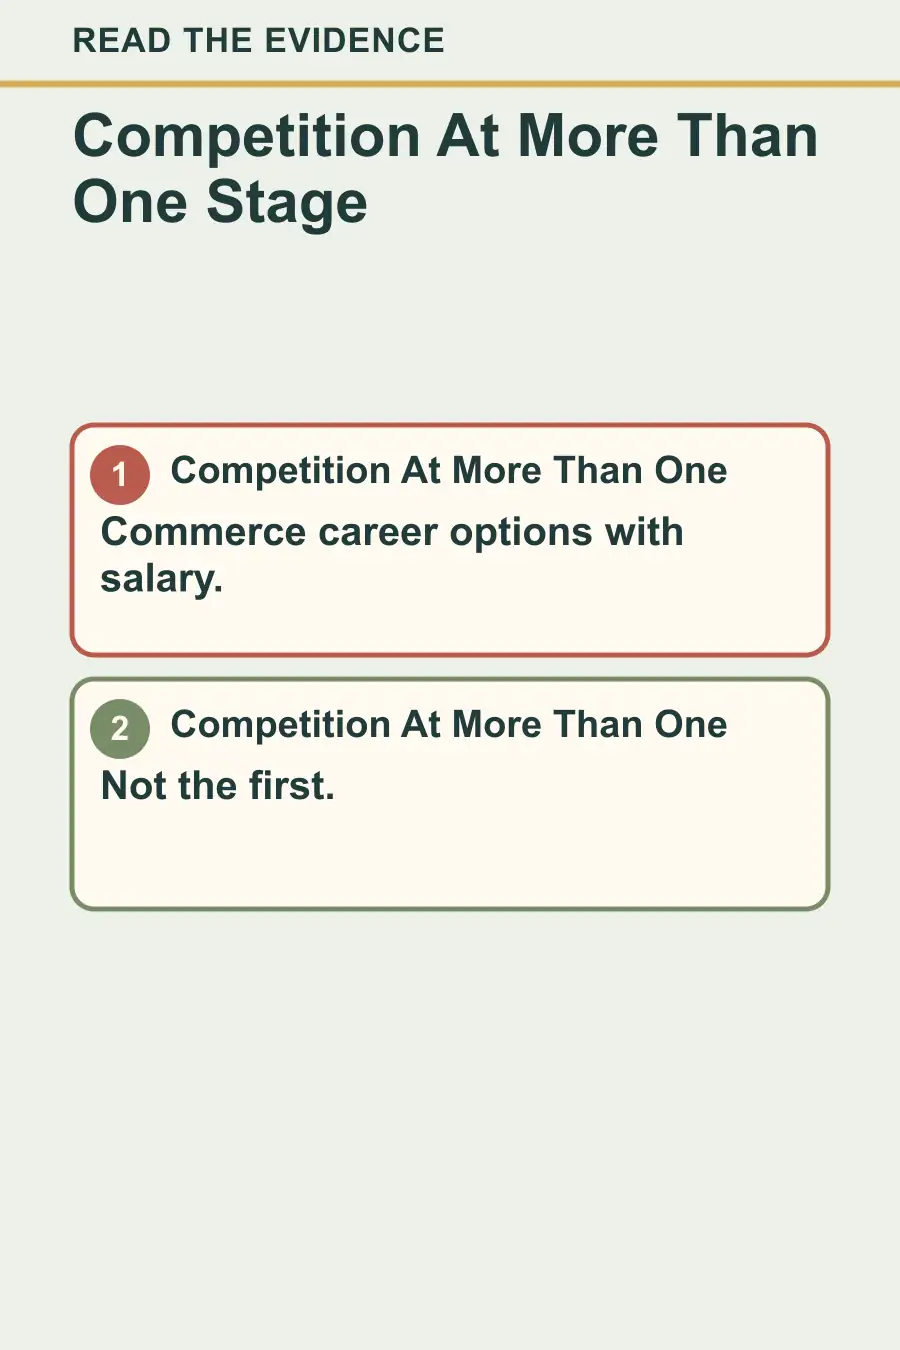 READ THE EVIDENCE
Competition At More Than
One Stage
1 Competition At More Than One
Commerce career options with
salary.
2 Competition At More Than One
Not the first.